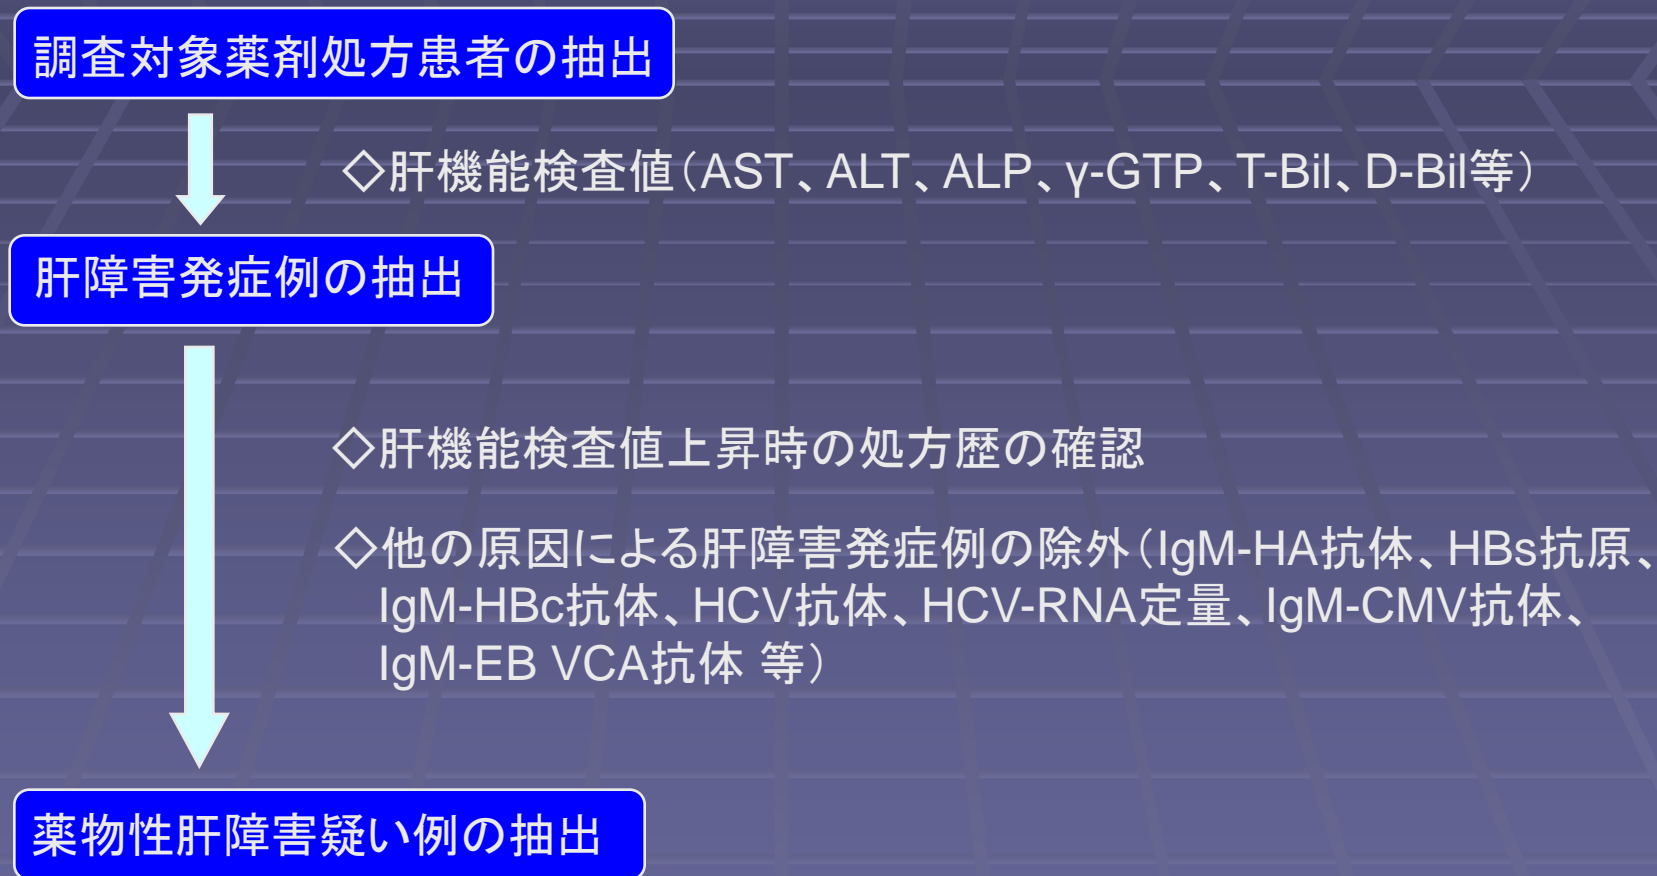 調査対象薬剤処方患者の抽出
◇肝機能検査値（AST、ALT、ALP、γ-GTP、T-Bil、D-Bil等）
肝障害発症例の抽出
◇肝機能検査値上昇時の処方歴の確認
◇他の原因による肝障害発症例の除外（IgM-HA抗体、HBs抗原、
IgM-HBc抗体、HCV抗体、HCV-RNA定量、IgM-CMV抗体、
IgM-EB VCA抗体 等）
薬物性肝障害疑い例の抽出